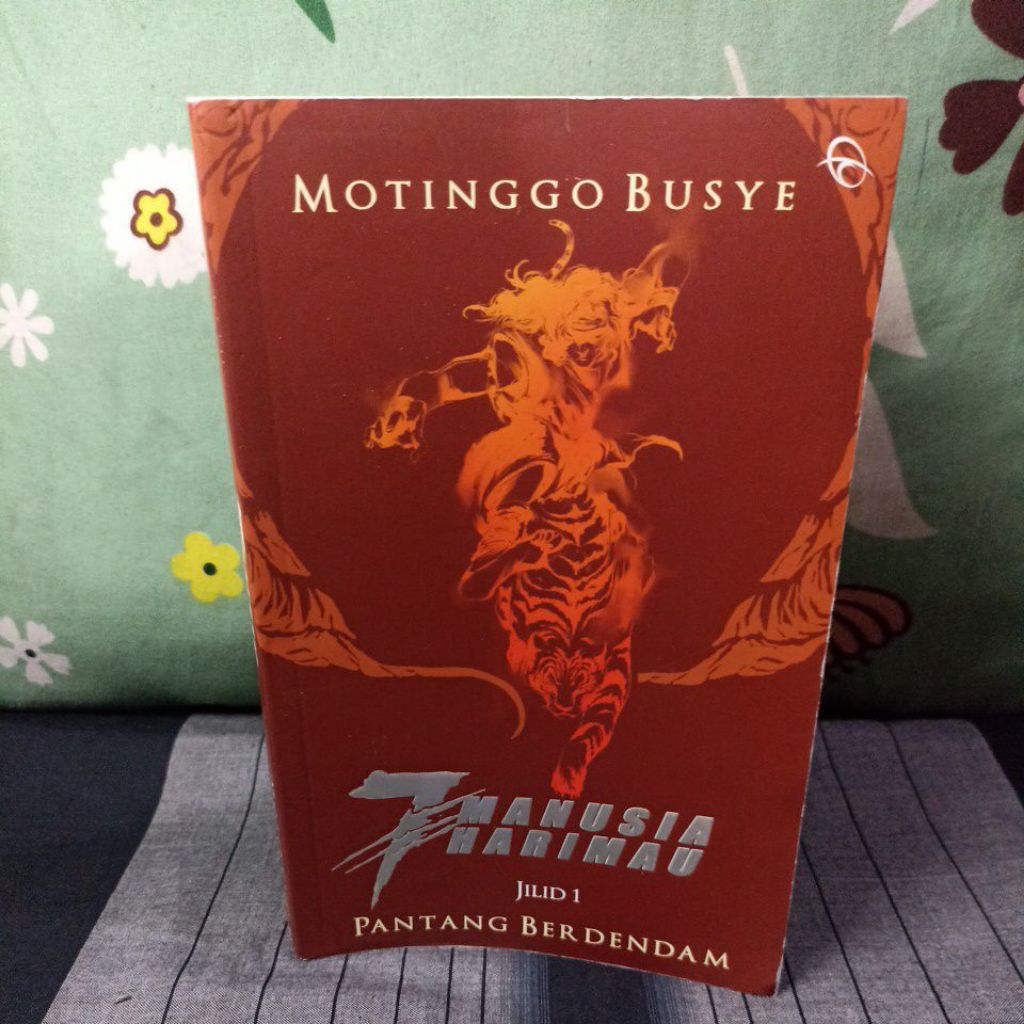 MOTINGGO BUSYE
7 MANUSIA
HARIMAU
JILID 1
PANTANG BERDENDAM